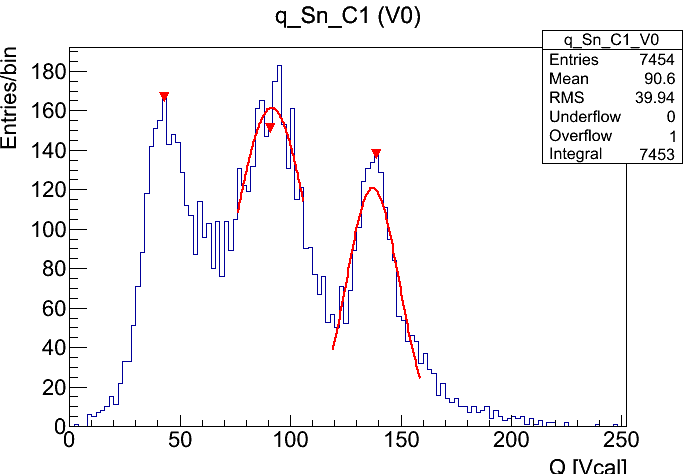 q_Sn_C1 (V0)
q_Sn_C1_V0
Entries 7454
Mean 90.6
RMS 39.94
Underflow 0
Overflow 1
Integral 7453
Entries/bin
180
160
140
120
100
80
60
40
20
0
0 50 100 150 200 250
Q [Vcal]